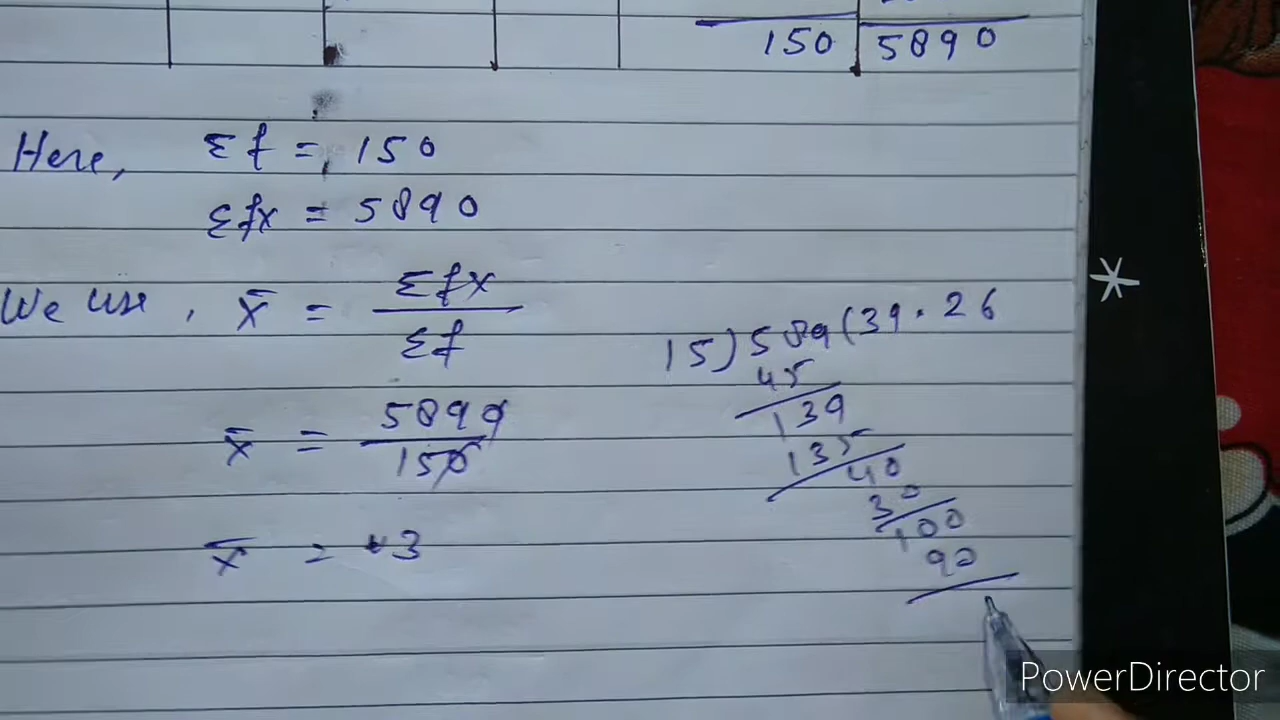 150 5890
Here, Σf = 150
Σfx = 5890
We use, x̄ = Σfx / Σf
x̄ = 5890 / 150
x̄ = 3
15) 589 (39.26
45
139
135
40
30
100
90
PowerDirector